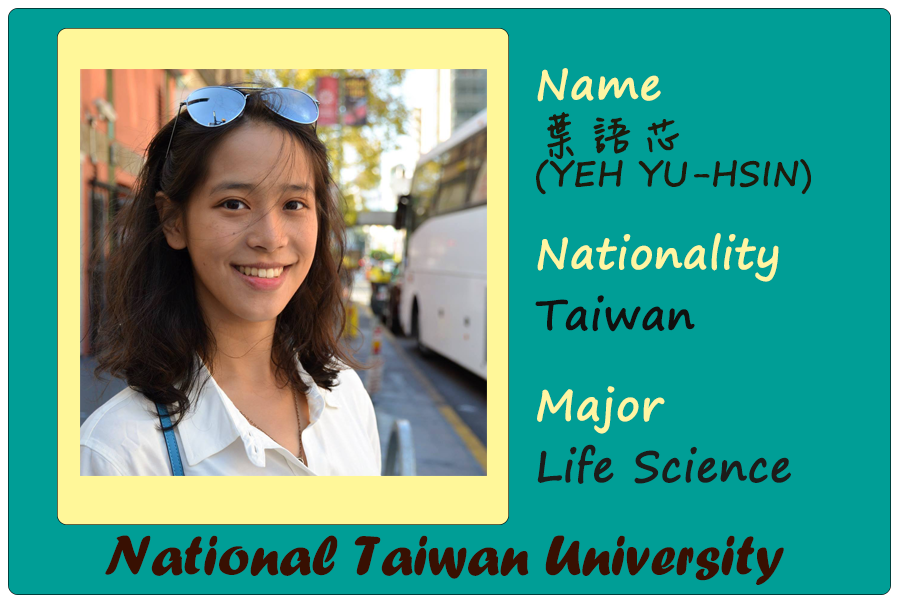 Name
葉語芯
(YEH YU-HSIN)
Nationality
Taiwan
Major
Life Science
National Taiwan University